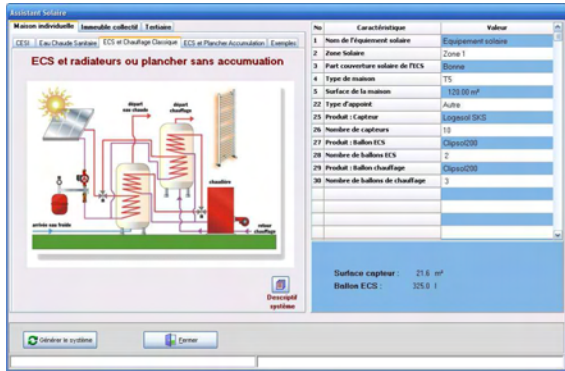 Assistant Solaire
Maison individuelle Immeuble collectif Tertiaire
CESI Eau Chaude Sanitaire ECS et Chauffage Classique ECS et Plancher Accumulation Exemples
ECS et radiateurs ou plancher sans accumuation
départ eau chaude
départ chauffage
chaudière
arrivée eau froide
retour chauffage
Descriptif système
No Caractéristique Valeur
1 Nom de l'équiement solaire Equipement solaire
2 Zone Solaire Zone 1
3 Part couverture solaire de l'ECS Bonne
4 Type de maison T5
5 Surface de la maison 120.00 m²
22 Type d'appoint Autre
25 Produit : Capteur Logasol SKS
26 Nombre de capteurs 10
27 Produit : Ballon ECS Clipsol200
28 Nombre de ballons ECS 2
29 Produit : Ballon chauffage Clipsol200
30 Nombre de ballons de chauffage 3
Surface capteur : 21.6 m²
Ballon ECS : 325.0 l
Générer le système Fermer